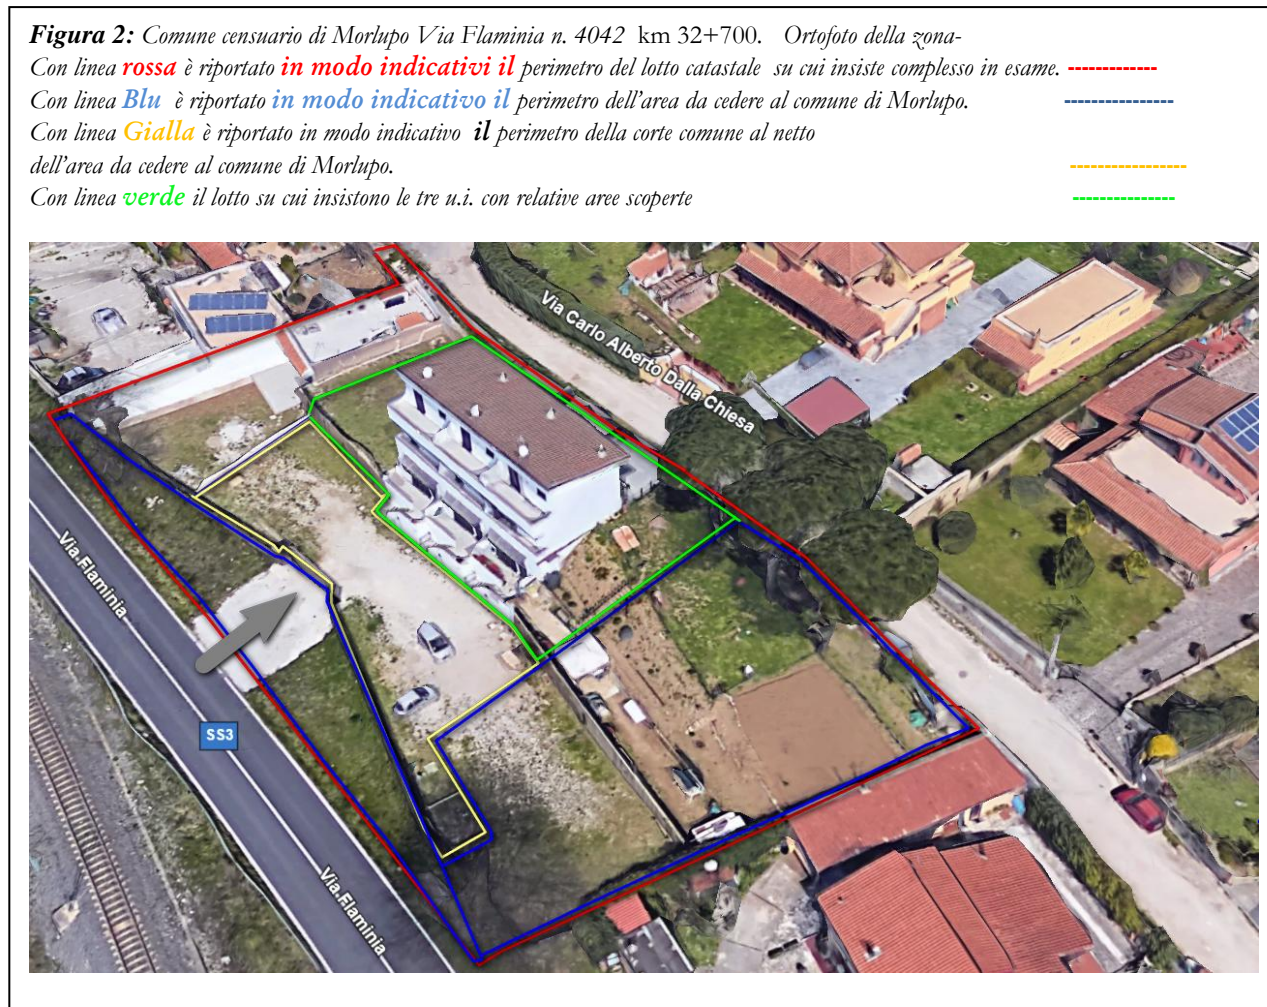 Figura 2: Comune censuario di Morlupo Via Flaminia n. 4042 km 32+700. Ortofoto della zona-
Con linea rossa è riportato in modo indicativi il perimetro del lotto catastale su cui insiste complesso in esame. -------------
Con linea Blu è riportato in modo indicativo il perimetro dell'area da cedere al comune di Morlupo. ----------------
Con linea Gialla è riportato in modo indicativo il perimetro della corte comune al netto
dell'area da cedere al comune di Morlupo. -----------------
Con linea verde il lotto su cui insistono le tre u.i. con relative aree scoperte ---------------
Via Carlo Alberto Dalla Chiesa
Via Flaminia
SS3
Via Flaminia